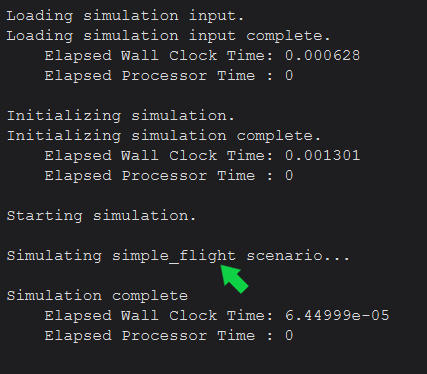 Loading simulation input.
Loading simulation input complete.
Elapsed Wall Clock Time: 0.000628
Elapsed Processor Time : 0
Initializing simulation.
Initializing simulation complete.
Elapsed Wall Clock Time: 0.001301
Elapsed Processor Time : 0
Starting simulation.
Simulating simple_flight scenario...
Simulation complete
Elapsed Wall Clock Time: 6.44999e-05
Elapsed Processor Time : 0